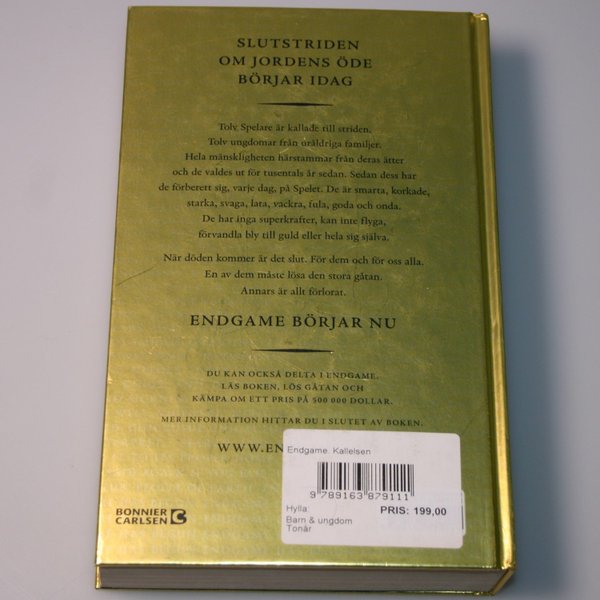 SLUTSTRIDEN
OM JORDENS ÖDE
BÖRJAR IDAG
Tolv Spelare är kallade till striden.
Tolv ungdomar från uråldriga familjer.
Hela mänskligheten härstammar från deras ätter
och de valdes ut för tusentals år sedan. Sedan dess har
de förberett sig, varje dag, på Spelet. De är smarta, korkade,
starka, svaga, lata, vackra, fula, goda och onda.
De har inga superkrafter, kan inte flyga,
förvandla bly till guld eller hela sig själva.
När döden kommer är det slut. För dem och för oss alla.
En av dem måste lösa den stora gåtan.
Annars är allt förlorat.
ENDGAME BÖRJAR NU
DU KAN OCKSÅ DELTA I ENDGAME.
LÄS BOKEN, LÖS GÅTAN OCH
KÄMPA OM ETT PRIS PÅ 500 000 DOLLAR.
MER INFORMATION HITTAR DU I SLUTET AV BOKEN.
WWW.EN
Endgame. Kallelsen
9 789163 879111
Hylla:
PRIS: 199,00
Barn & ungdom
Tonår
BONNIER
CARLSEN